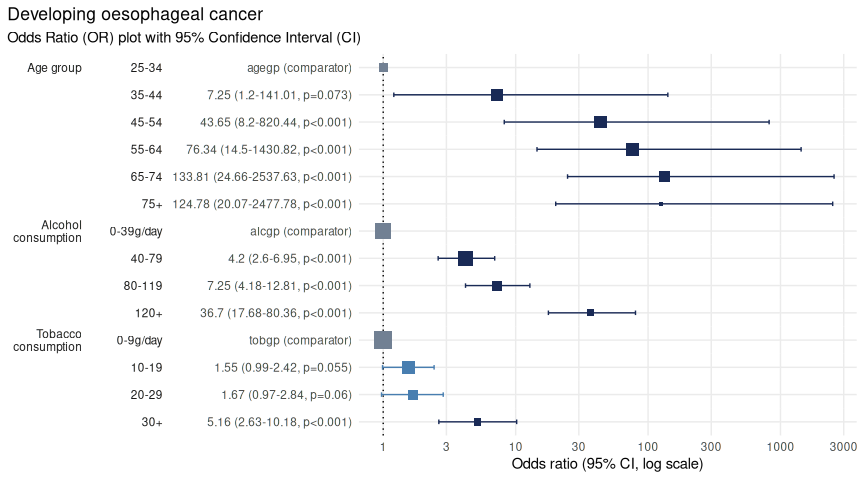 Developing oesophageal cancer
Odds Ratio (OR) plot with 95% Confidence Interval (CI)
Age group 25-34 agegp (comparator)
35-44 7.25 (1.2-141.01, p=0.073)
45-54 43.65 (8.2-820.44, p<0.001)
55-64 76.34 (14.5-1430.82, p<0.001)
65-74 133.81 (24.66-2537.63, p<0.001)
75+ 124.78 (20.07-2477.78, p<0.001)
Alcohol
consumption 0-39g/day alcgp (comparator)
40-79 4.2 (2.6-6.95, p<0.001)
80-119 7.25 (4.18-12.81, p<0.001)
120+ 36.7 (17.68-80.36, p<0.001)
Tobacco
consumption 0-9g/day tobgp (comparator)
10-19 1.55 (0.99-2.42, p=0.055)
20-29 1.67 (0.97-2.84, p=0.06)
30+ 5.16 (2.63-10.18, p<0.001)
1 3 10 30 100 300 1000 3000
Odds ratio (95% CI, log scale)